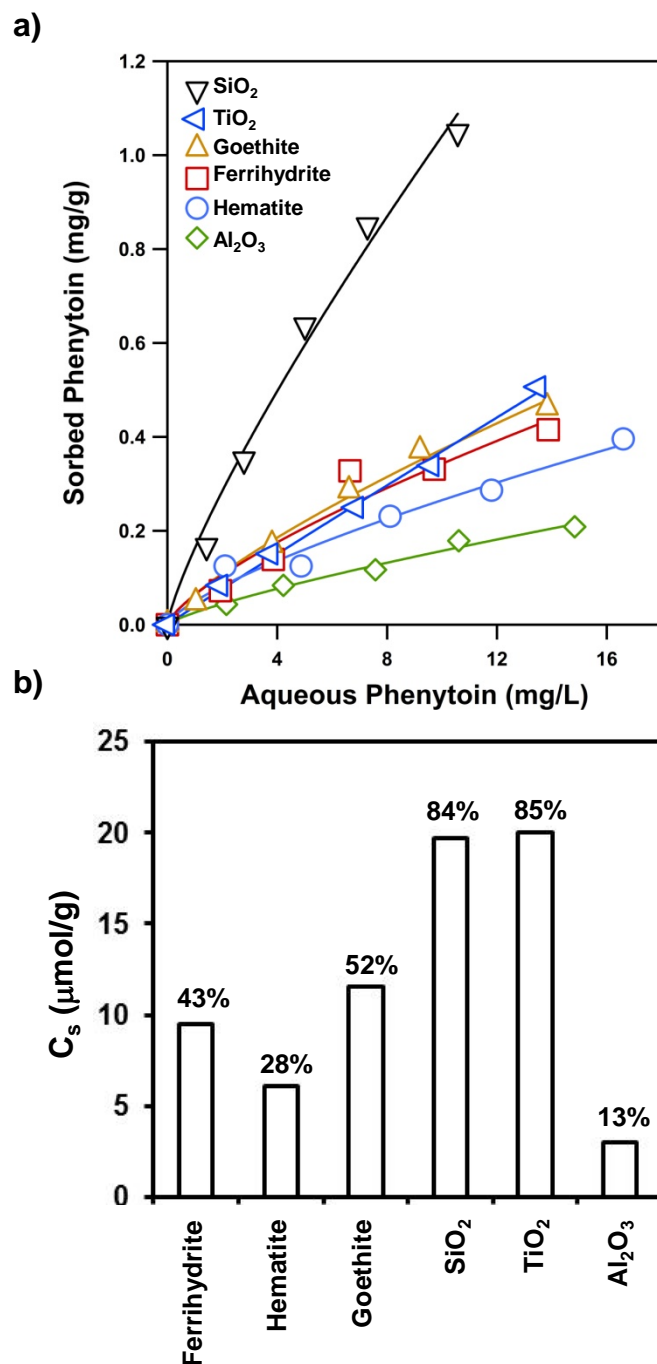 a)
1.2
1.0
0.8
0.6
0.4
0.2
0.0
Sorbed Phenytoin (mg/g)
SiO₂
TiO₂
Goethite
Ferrihydrite
Hematite
Al₂O₃
0 4 8 12 16
Aqueous Phenytoin (mg/L)
b)
25
20
15
10
5
0
Cₛ (μmol/g)
43%
28%
52%
84%
85%
13%
Ferrihydrite
Hematite
Goethite
SiO₂
TiO₂
Al₂O₃